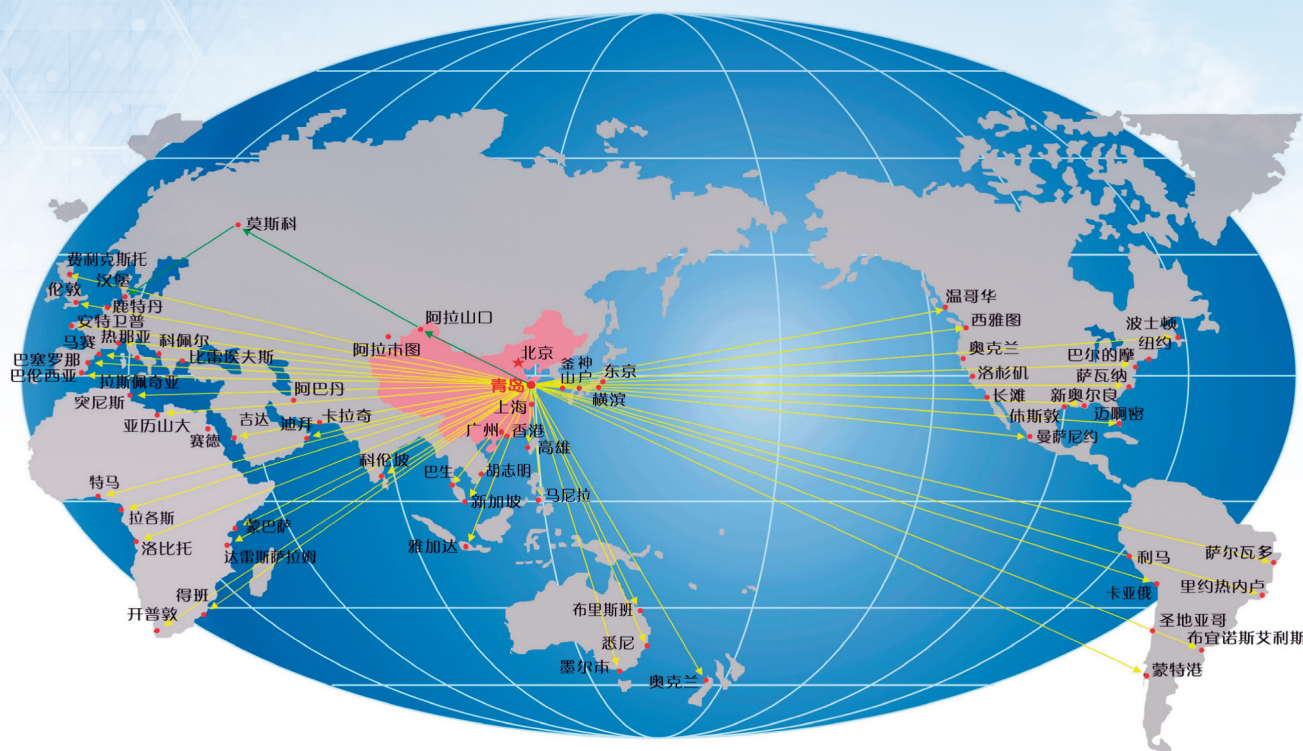 莫斯科
费利克斯托
汉堡
伦敦
鹿特丹
安特卫普
热那亚
马赛
科佩尔
巴塞罗那
比雷埃夫斯
巴伦西亚
拉斯佩奇亚
突尼斯
阿巴丹
亚历山大
吉达
迪拜
卡拉奇
赛德
阿拉山口
阿拉市图
北京
青岛
釜神
山户
东京
横滨
上海
广州
香港
高雄
科伦坡
巴生
胡志明
新加坡
马尼拉
雅加达
特马
拉各斯
洛比托
蒙巴萨
达雷斯萨拉姆
得班
开普敦
布里斯班
悉尼
墨尔市
奥克兰
温哥华
西雅图
奥克兰
洛杉矶
长滩
波士顿
纽约
巴尔的摩
萨瓦纳
新奥尔良
休斯敦
迈啊密
曼萨尼约
利马
卡亚俄
萨尔瓦多
里约热内卢
圣地亚哥
布宜诺斯艾利斯
蒙特港